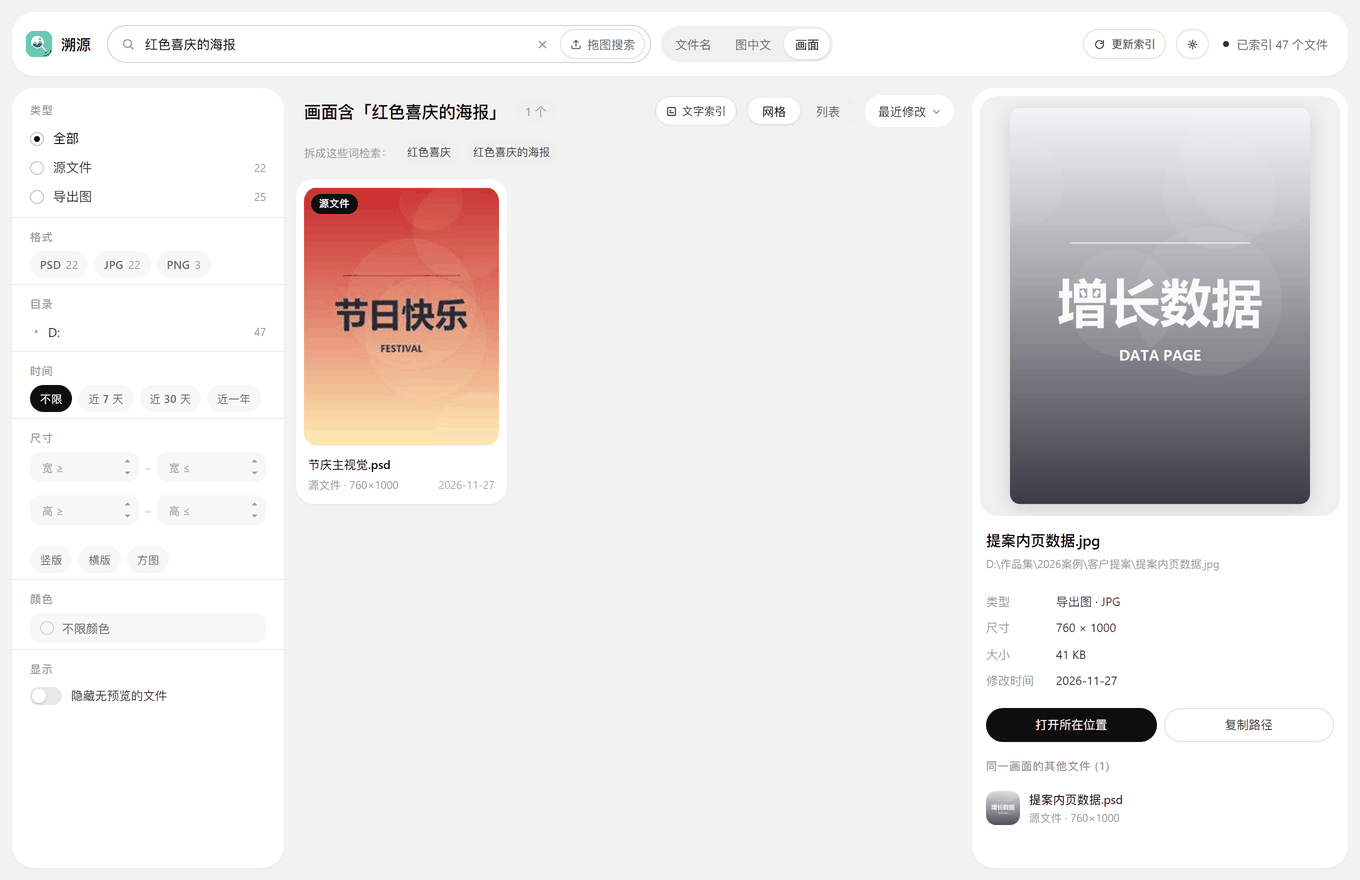 溯源
红色喜庆的海报
拖图搜索
文件名
图中文
画面
更新索引
已索引 47 个文件
类型
全部
源文件 22
导出图 25
格式
PSD 22
JPG 22
PNG 3
目录
D: 47
时间
不限
近 7 天
近 30 天
近一年
尺寸
宽 ≥ – 宽 ≤
高 ≥ – 高 ≤
竖版
横版
方图
颜色
不限颜色
显示
隐藏无预览的文件
画面含「红色喜庆的海报」 1 个
文字索引
网格
列表
最近修改
拆成这些词检索：
红色喜庆
红色喜庆的海报
源文件
节日快乐
FESTIVAL
节庆主视觉.psd
源文件 · 760×1000 2026-11-27
增长数据
DATA PAGE
提案内页数据.jpg
D:\作品集\2026案例\客户提案\提案内页数据.jpg
类型 导出图 · JPG
尺寸 760 × 1000
大小 41 KB
修改时间 2026-11-27
打开所在位置
复制路径
同一画面的其他文件 (1)
增长数据
提案内页数据.psd
源文件 · 760×1000